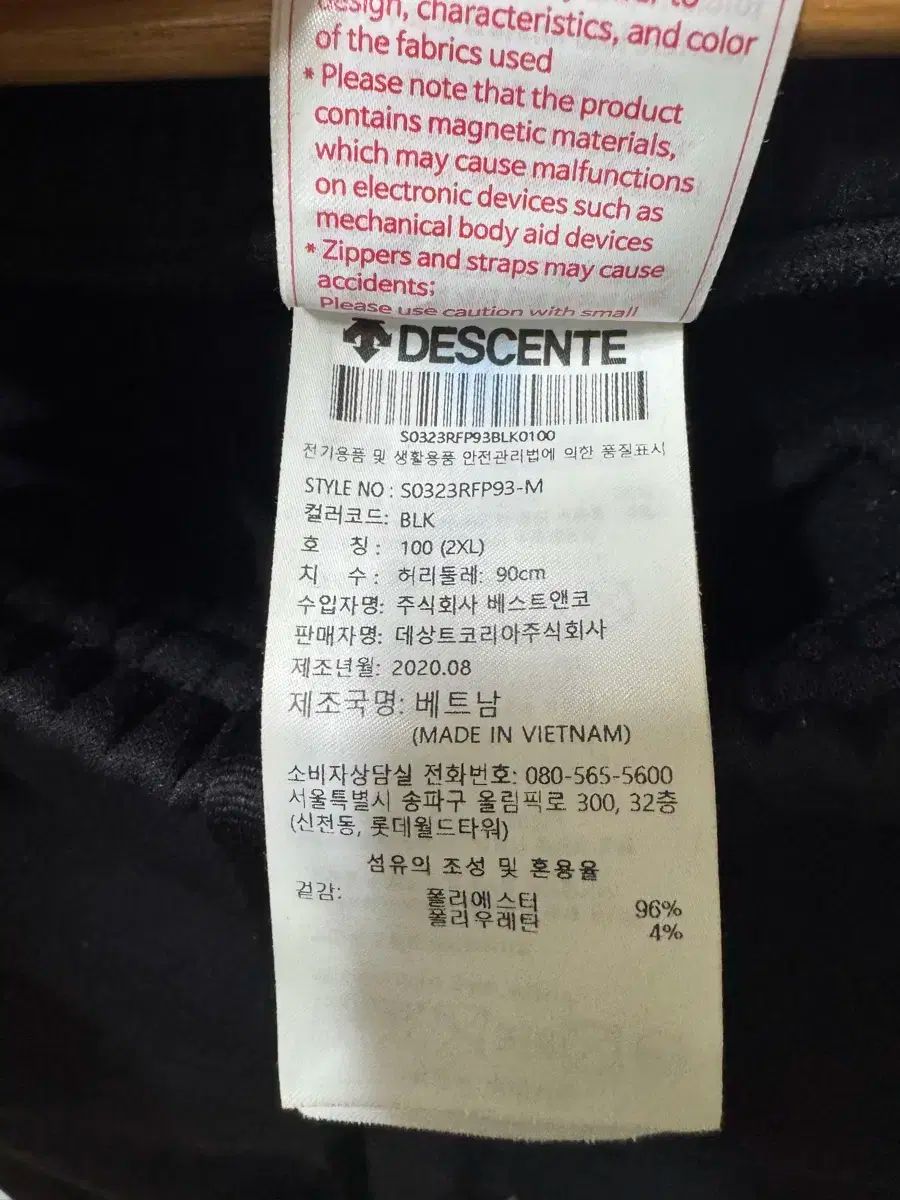 design, characteristics, and color
of the fabrics used
* Please note that the product
contains magnetic materials,
which may cause malfunctions
on electronic devices such as
mechanical body aid devices
* Zippers and straps may cause
accidents;
Please use caution with small
DESCENTE
S0323RFP93BLK0100
전기용품 및 생활용품 안전관리법에 의한 품질표시
STYLE NO : S0323RFP93-M
컬러코드: BLK
호 칭 : 100 (2XL)
치 수 : 허리둘레: 90cm
수입자명: 주식회사 베스트앤코
판매자명: 데상트코리아주식회사
제조년월: 2020.08
제조국명: 베트남
(MADE IN VIETNAM)
소비자상담실 전화번호: 080-565-5600
서울특별시 송파구 올림픽로 300, 32층
(신천동, 롯데월드타워)
섬유의 조성 및 혼용율
겉감: 폴리에스터 96%
폴리우레탄 4%